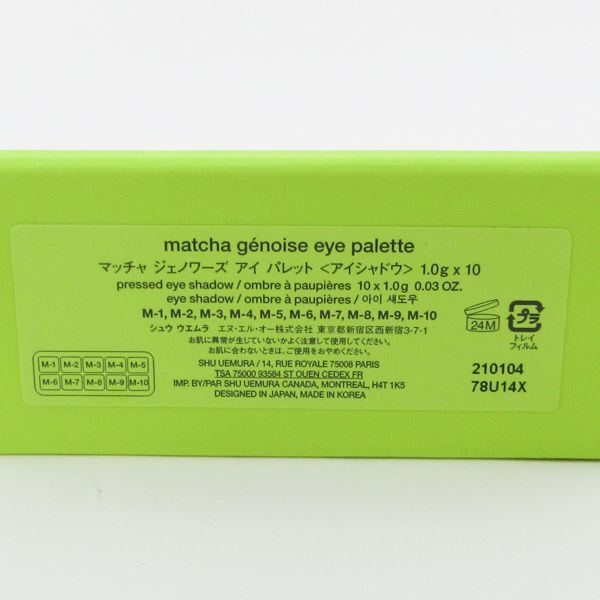 matcha génoise eye palette
マッチャ ジェノワーズ アイ パレット <アイシャドウ> 1.0g x 10
pressed eye shadow / ombre à paupières 10 x 1.0g 0.03 OZ.
eye shadow / ombre à paupières / 아이 섀도우
M-1, M-2, M-3, M-4, M-5, M-6, M-7, M-8, M-9, M-10
シュウ ウエムラ エヌ・エル・オー株式会社 東京都新宿区西新宿3-7-1
お肌に異常が生じていないかよく注意して使用してください。
お肌に合わないときは、ご使用をおやめください。
SHU UEMURA / 14, RUE ROYALE 75008 PARIS
TSA 75000 93584 ST OUEN CEDEX FR
IMP. BY/PAR SHU UEMURA CANADA, MONTREAL, H4T 1K5
DESIGNED IN JAPAN, MADE IN KOREA
M-1 M-2 M-3 M-4 M-5
M-6 M-7 M-8 M-9 M-10
24M
プラ
トレイ
フィルム
210104
78U14X